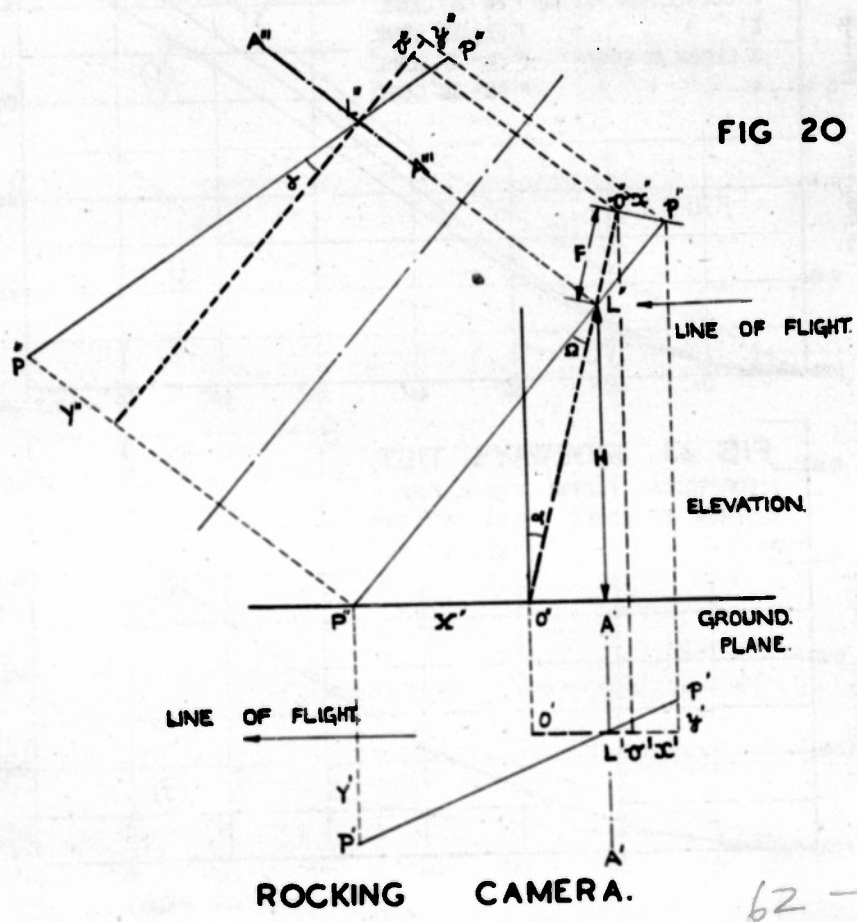 FIG 20
A'''
L''
A'''
σ'' y'' P''
γ
P''
Y''
σ'' x'' P''
F
L''
LINE OF FLIGHT.
Ω
H
α
ELEVATION.
P'' X'' O'' A'
GROUND.
PLANE.
P'
LINE OF FLIGHT.
O'
L' σ' x' y'
Y'
P'
A'
ROCKING CAMERA.
62 -